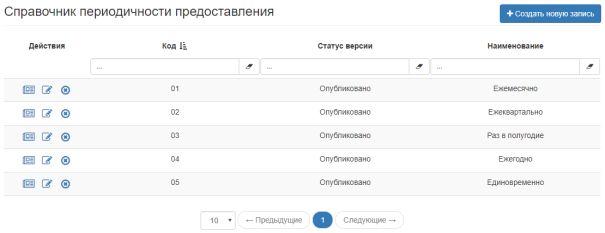 Справочник периодичности предоставления
+ Создать новую запись
Действия Код Статус версии Наименование
... ... ...
01 Опубликовано Ежемесячно
02 Опубликовано Ежеквартально
03 Опубликовано Раз в полугодие
04 Опубликовано Ежегодно
05 Опубликовано Единовременно
10 ← Предыдущие 1 Следующие →